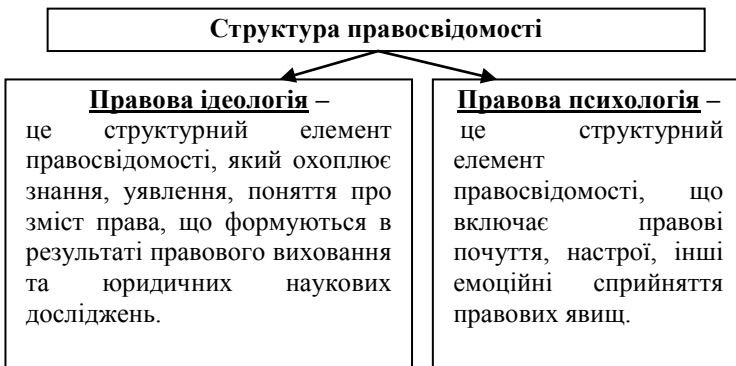 Структура правосвідомості
Правова ідеологія –
це структурний елемент
правосвідомості, який охоплює
знання, уявлення, поняття про
зміст права, що формуються в
результаті правового виховання
та юридичних наукових
досліджень.
Правова психологія –
це структурний
елемент
правосвідомості, що
включає правові
почуття, настрої, інші
емоційні сприйняття
правових явищ.